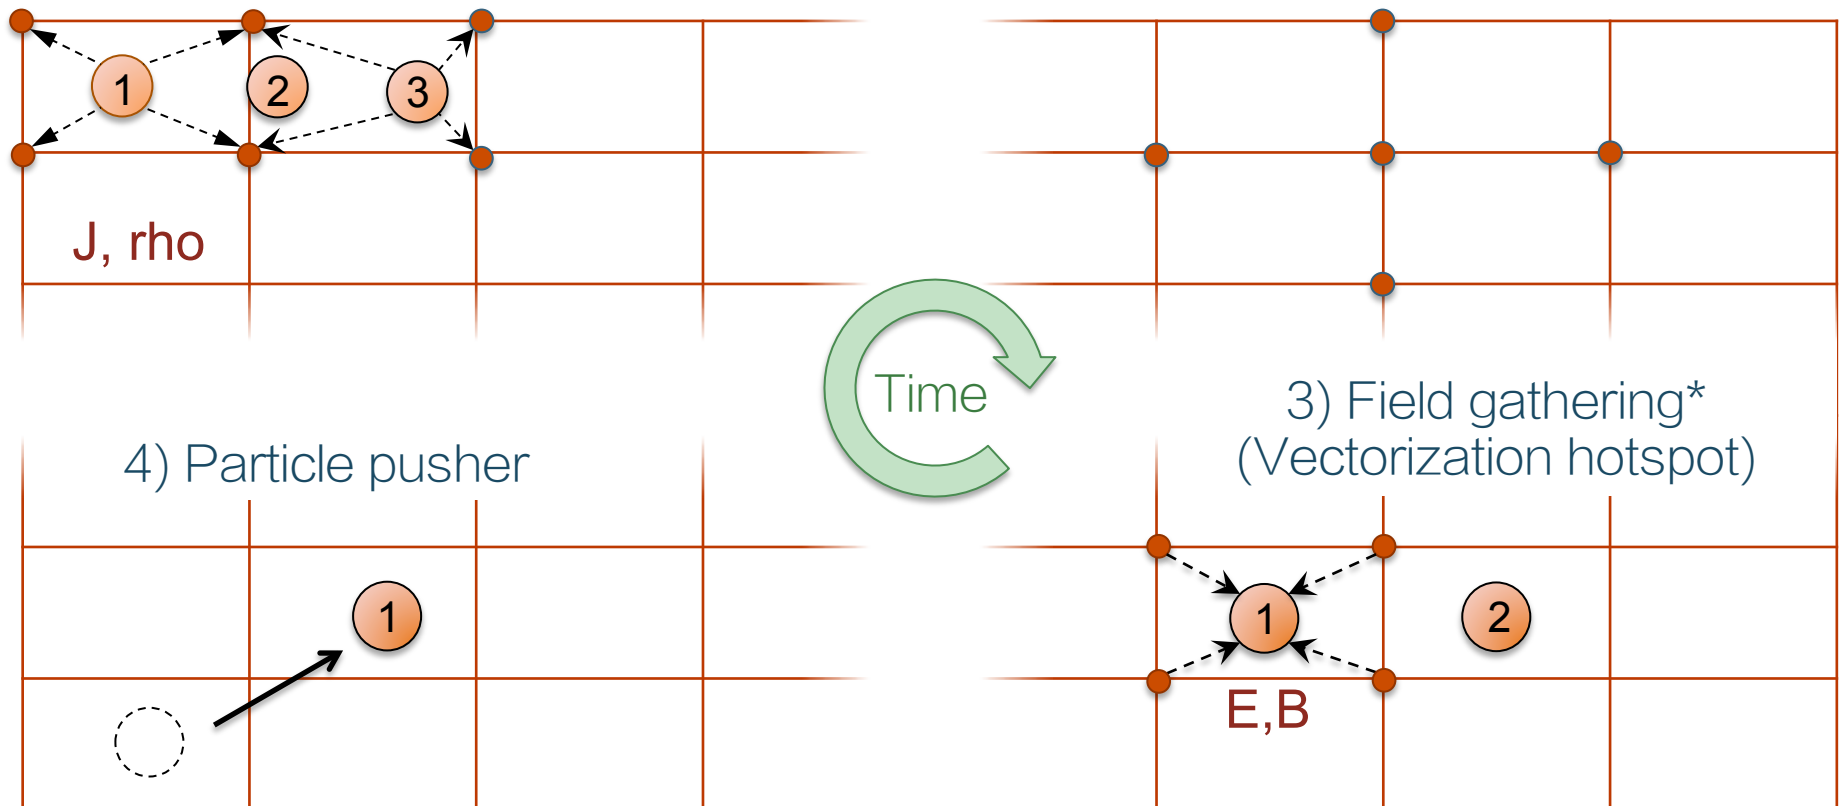 1
2
3
J, rho
Time
3) Field gathering*
(Vectorization hotspot)
4) Particle pusher
1
1
2
E,B